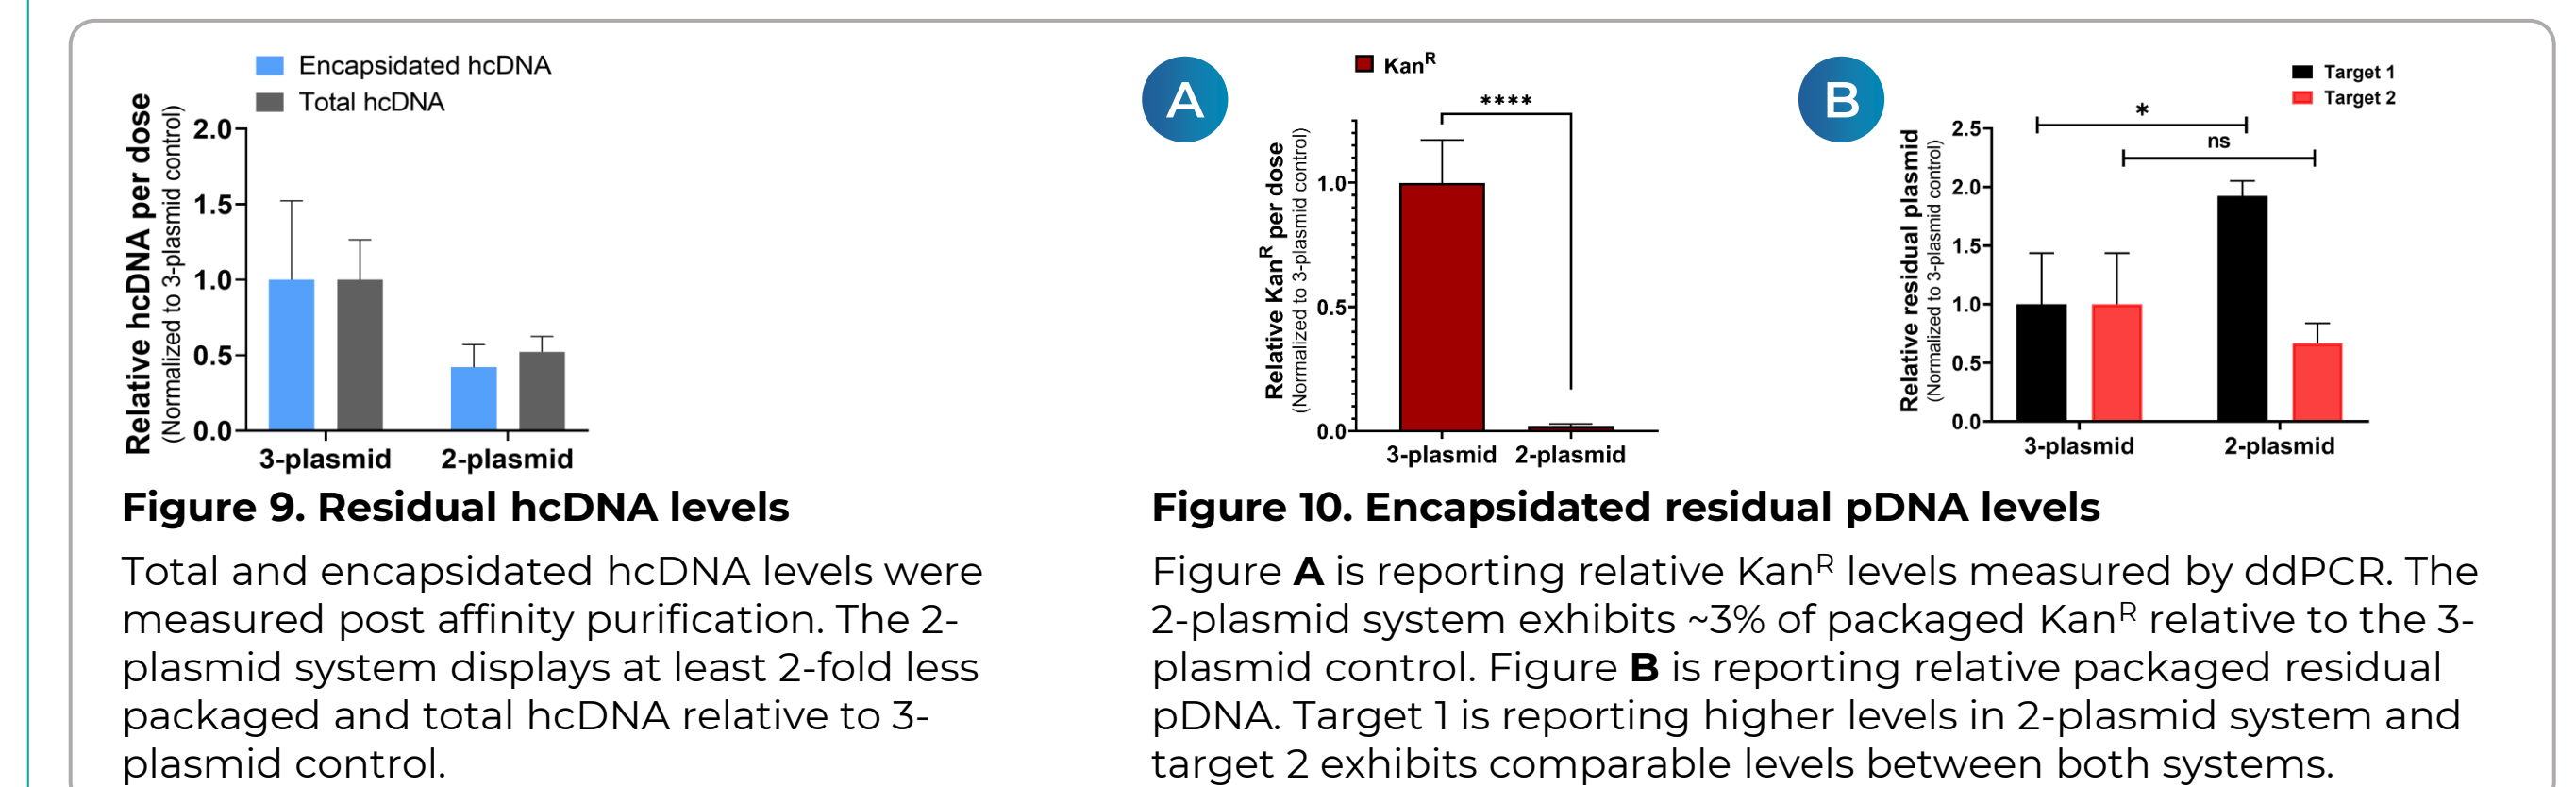 Encapsidated hcDNA
Total hcDNA
Relative hcDNA per dose
(Normalized to 3-plasmid control)
2.0
1.5
1.0
0.5
0.0
3-plasmid 2-plasmid
Figure 9. Residual hcDNA levels
Total and encapsidated hcDNA levels were
measured post affinity purification. The 2-
plasmid system displays at least 2-fold less
packaged and total hcDNA relative to 3-
plasmid control.
A
Kan^R
****
Relative Kan^R per dose
(Normalized to 3-plasmid control)
1.0
0.5
0.0
3-plasmid 2-plasmid
B
Target 1
Target 2
*
ns
Relative residual plasmid
(Normalized to 3-plasmid control)
2.5
2.0
1.5
1.0
0.5
0.0
3-plasmid 2-plasmid
Figure 10. Encapsidated residual pDNA levels
Figure A is reporting relative Kan^R levels measured by ddPCR. The
2-plasmid system exhibits ~3% of packaged Kan^R relative to the 3-
plasmid control. Figure B is reporting relative packaged residual
pDNA. Target 1 is reporting higher levels in 2-plasmid system and
target 2 exhibits comparable levels between both systems.